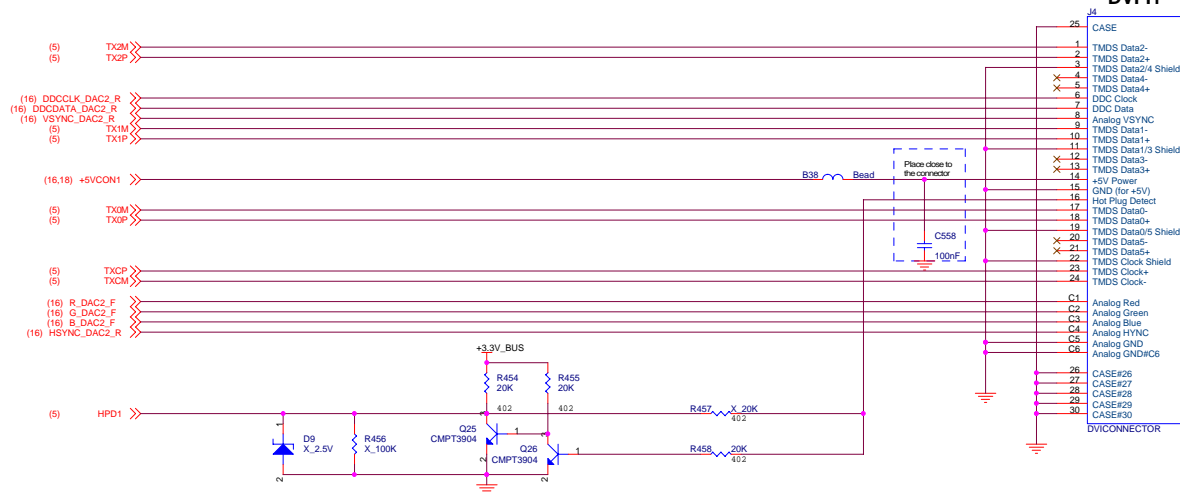 J4
25 CASE
(5) TX2M 1 TMDS Data2-
(5) TX2P 2 TMDS Data2+
3 TMDS Data2/4 Shield
4 TMDS Data4-
5 TMDS Data4+
(16) DDCCLK_DAC2_R 6 DDC Clock
(16) DDCDATA_DAC2_R 7 DDC Data
(16) VSYNC_DAC2_R 8 Analog VSYNC
(5) TX1M 9 TMDS Data1-
(5) TX1P 10 TMDS Data1+
11 TMDS Data1/3 Shield
12 TMDS Data3-
13 TMDS Data3+
Place close to
the connector
(16,18) +5VCON1 B38 Bead 14 +5V Power
15 GND (for +5V)
16 Hot Plug Detect
(5) TX0M 17 TMDS Data0-
(5) TX0P 18 TMDS Data0+
19 TMDS Data0/5 Shield
C558
100nF
20 TMDS Data5-
21 TMDS Data5+
22 TMDS Clock Shield
(5) TXCP 23 TMDS Clock+
(5) TXCM 24 TMDS Clock-
(16) R_DAC2_F C1 Analog Red
(16) G_DAC2_F C2 Analog Green
(16) B_DAC2_F C3 Analog Blue
(16) HSYNC_DAC2_R C4 Analog HYNC
C5 Analog GND
C6 Analog GND#C6
26 CASE#26
27 CASE#27
28 CASE#28
29 CASE#29
30 CASE#30
DVICONNECTOR
+3.3V_BUS
R454
20K
402
R455
20K
402
(5) HPD1
R457 X_20K
402
1
D9
X_2.5V
2
R456
X_100K
3
Q25
CMPT3904
1
2
3
Q26
CMPT3904
1
2
R458 20K
402